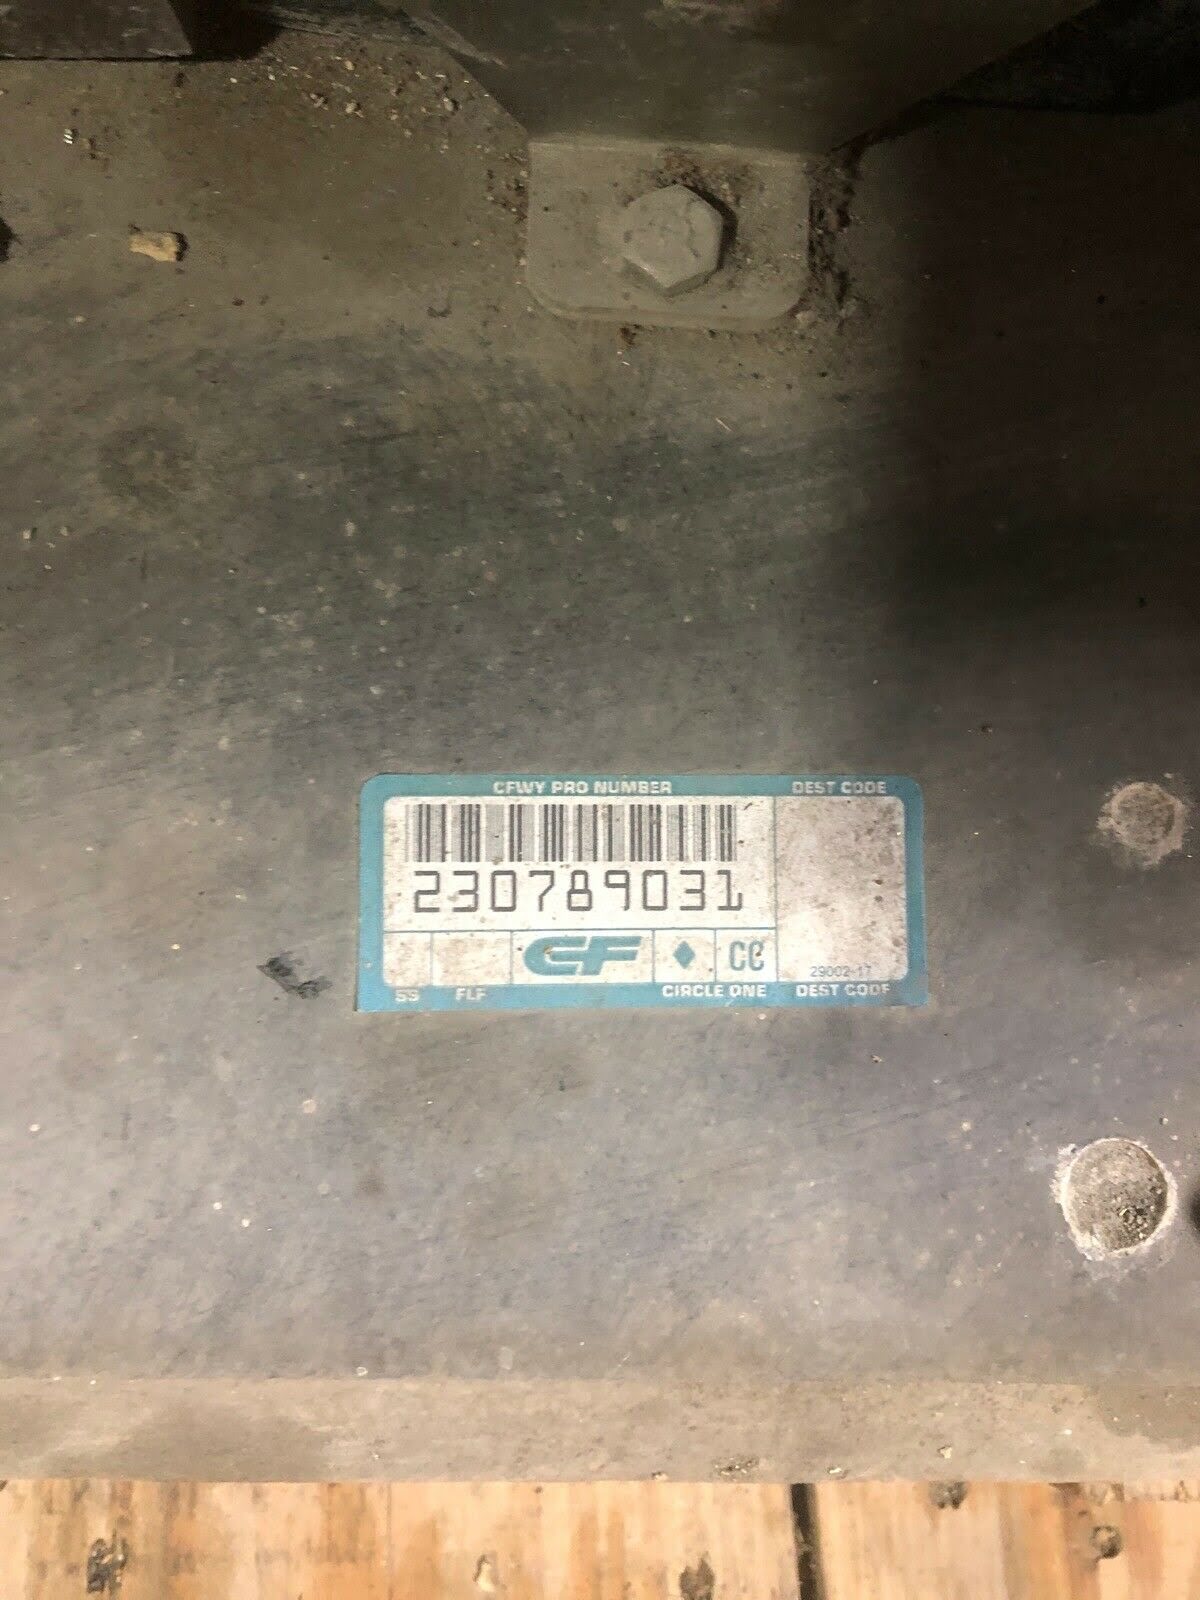 CFWY PRO NUMBER DEST CODE
230789031
CF ♦ CC
29002-17
SS FLF CIRCLE ONE DEST CODE